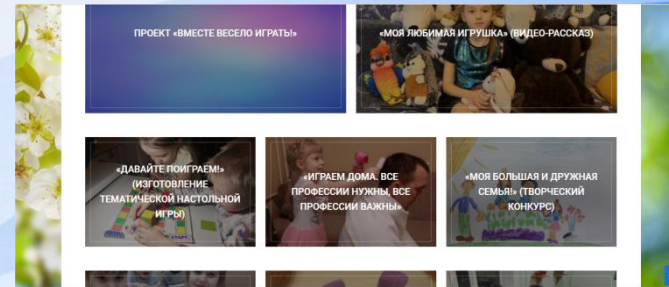 ПРОЕКТ «ВМЕСТЕ ВЕСЕЛО ИГРАТЬ!»
«МОЯ ЛЮБИМАЯ ИГРУШКА» (ВИДЕО-РАССКАЗ)
«ДАВАЙТЕ ПОИГРАЕМ!»
(ИЗГОТОВЛЕНИЕ
ТЕМАТИЧЕСКОЙ НАСТОЛЬНОЙ
ИГРЫ)
«ИГРАЕМ ДОМА. ВСЕ
ПРОФЕССИИ НУЖНЫ, ВСЕ
ПРОФЕССИИ ВАЖНЫ»
«МОЯ БОЛЬШАЯ И ДРУЖНАЯ
СЕМЬЯ!» (ТВОРЧЕСКИЙ
КОНКУРС)